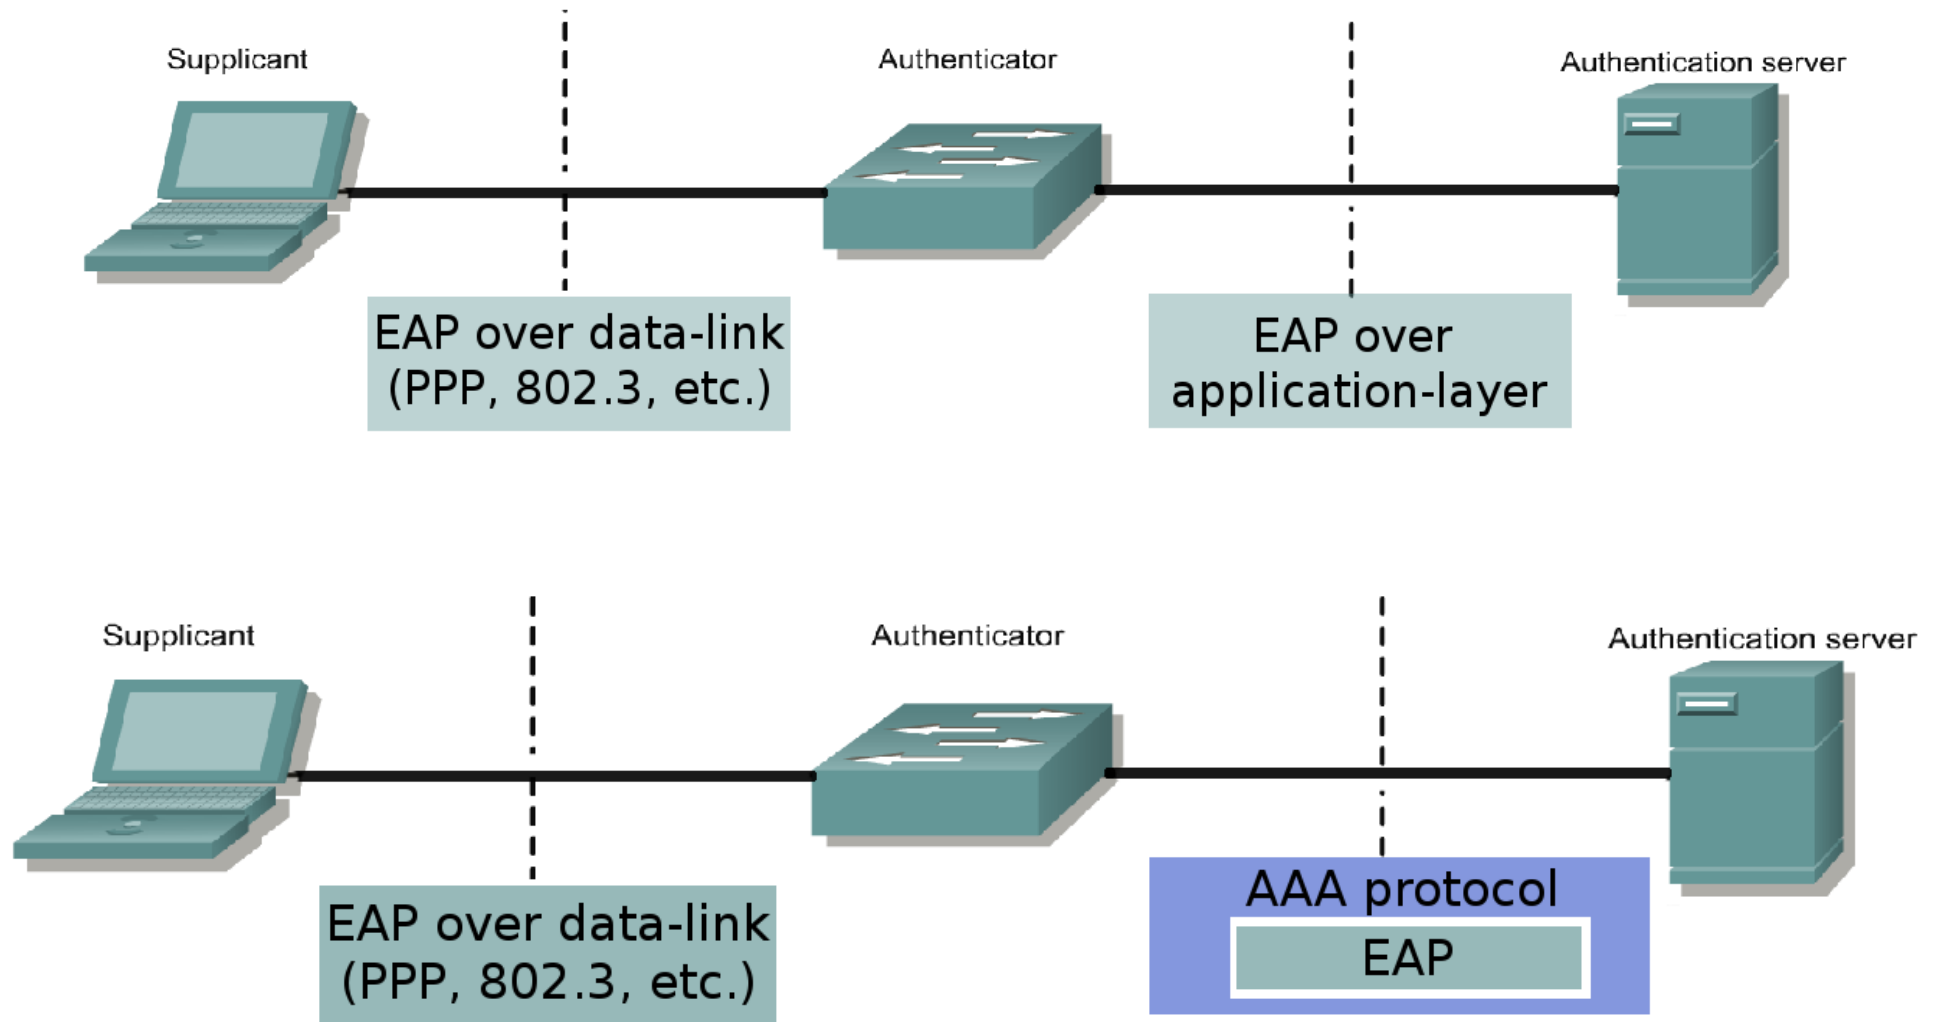 Supplicant
Authenticator
Authentication server
EAP over data-link
(PPP, 802.3, etc.)
EAP over
application-layer
Supplicant
Authenticator
Authentication server
EAP over data-link
(PPP, 802.3, etc.)
AAA protocol
EAP